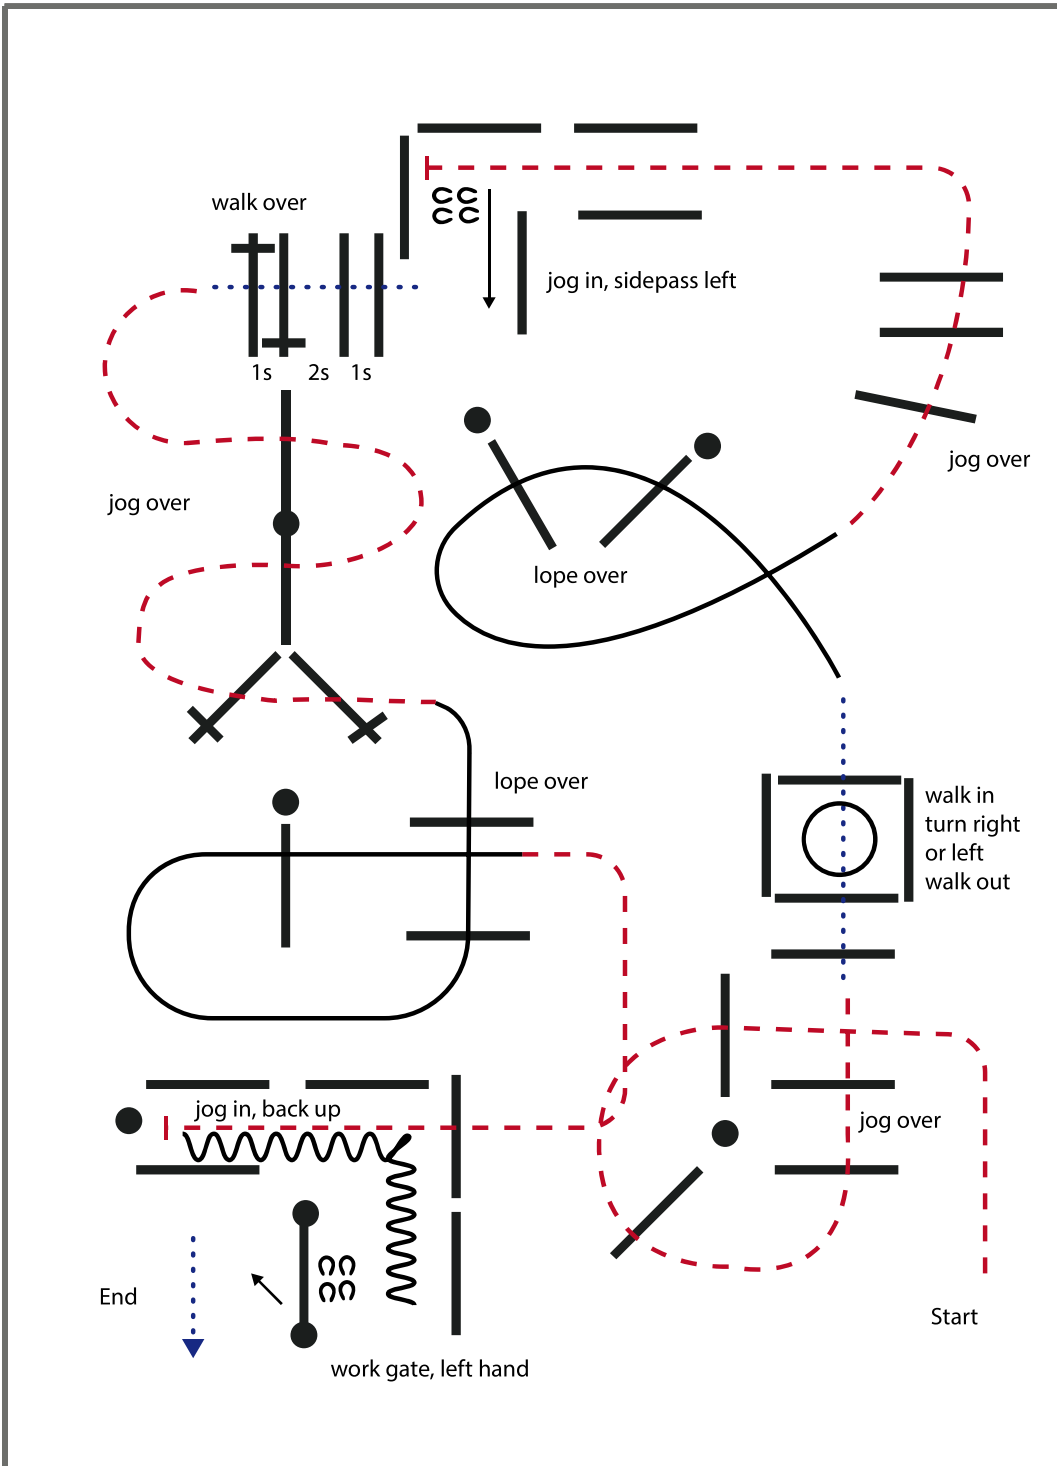 walk over
jog in, sidepass left
1s 2s 1s
jog over
jog over
lope over
lope over
walk in
turn right
or left
walk out
jog in, back up
jog over
End
Start
work gate, left hand